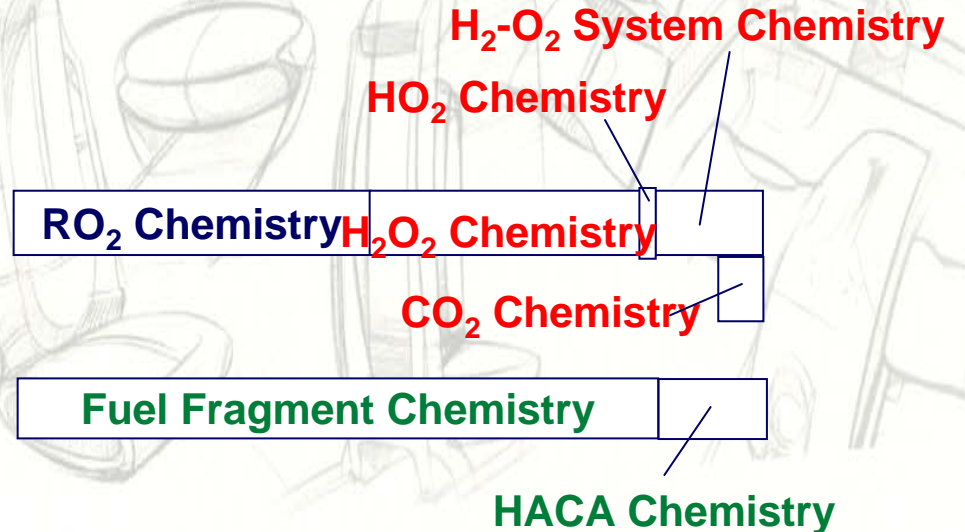 H₂-O₂ System Chemistry
HO₂ Chemistry
RO₂ Chemistry
H₂O₂ Chemistry
CO₂ Chemistry
Fuel Fragment Chemistry
HACA Chemistry